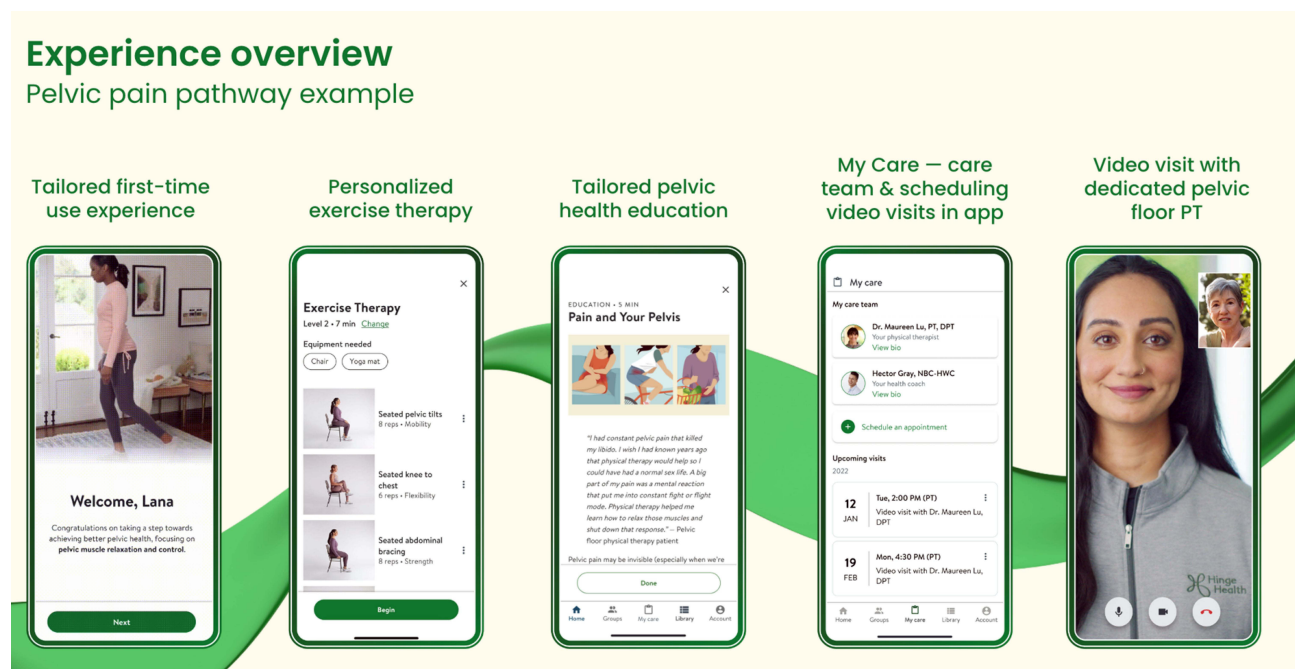 Experience overview
Pelvic pain pathway example
Tailored first-time
use experience
Welcome, Lana
Congratulations on taking a step towards
achieving better pelvic health, focusing on
pelvic muscle relaxation and control.
Next
Personalized
exercise therapy
Exercise Therapy
Level 2 • 7 min Change
Equipment needed
Chair
Yoga mat
Seated pelvic tilts
8 reps • Mobility
Seated knee to
chest
6 reps • Flexibility
Seated abdominal
bracing
8 reps • Strength
Begin
Tailored pelvic
health education
EDUCATION • 5 MIN
Pain and Your Pelvis
"I had constant pelvic pain that killed
my libido. I wish I had known years ago
that physical therapy would help so I
could have had a normal sex life. A big
part of my pain was a mental reaction
that put me into constant fight or flight
mode. Physical therapy helped me
learn how to relax those muscles and
shut down that response." – Pelvic
floor physical therapy patient
Pelvic pain may be invisible (especially when we're
Done
Home Groups My care Library Account
My Care — care
team & scheduling
video visits in app
My care
My care team
Dr. Maureen Lu, PT, DPT
Your physical therapist
View bio
Hector Gray, NBC-HWC
Your health coach
View bio
Schedule an appointment
Upcoming visits
2022
12
JAN
Tue, 2:00 PM (PT)
Video visit with Dr. Maureen Lu,
DPT
19
FEB
Mon, 4:30 PM (PT)
Video visit with Dr. Maureen Lu,
DPT
Home Groups My care Library Account
Video visit with
dedicated pelvic
floor PT
Hinge
Health